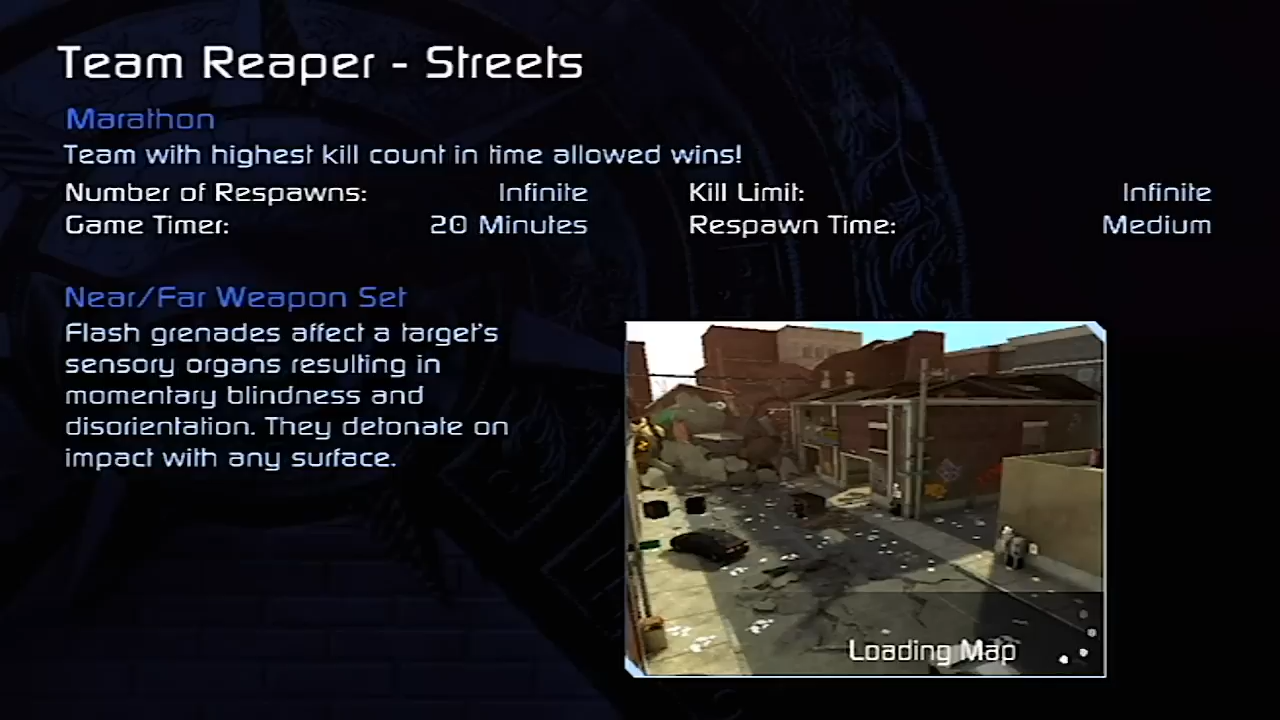 Team Reaper - Streets
Marathon
Team with highest kill count in time allowed wins!
Number of Respawns: Infinite Kill Limit: Infinite
Game Timer: 20 Minutes Respawn Time: Medium
Near/Far Weapon Set
Flash grenades affect a target's
sensory organs resulting in
momentary blindness and
disorientation. They detonate on
impact with any surface.
Loading Map